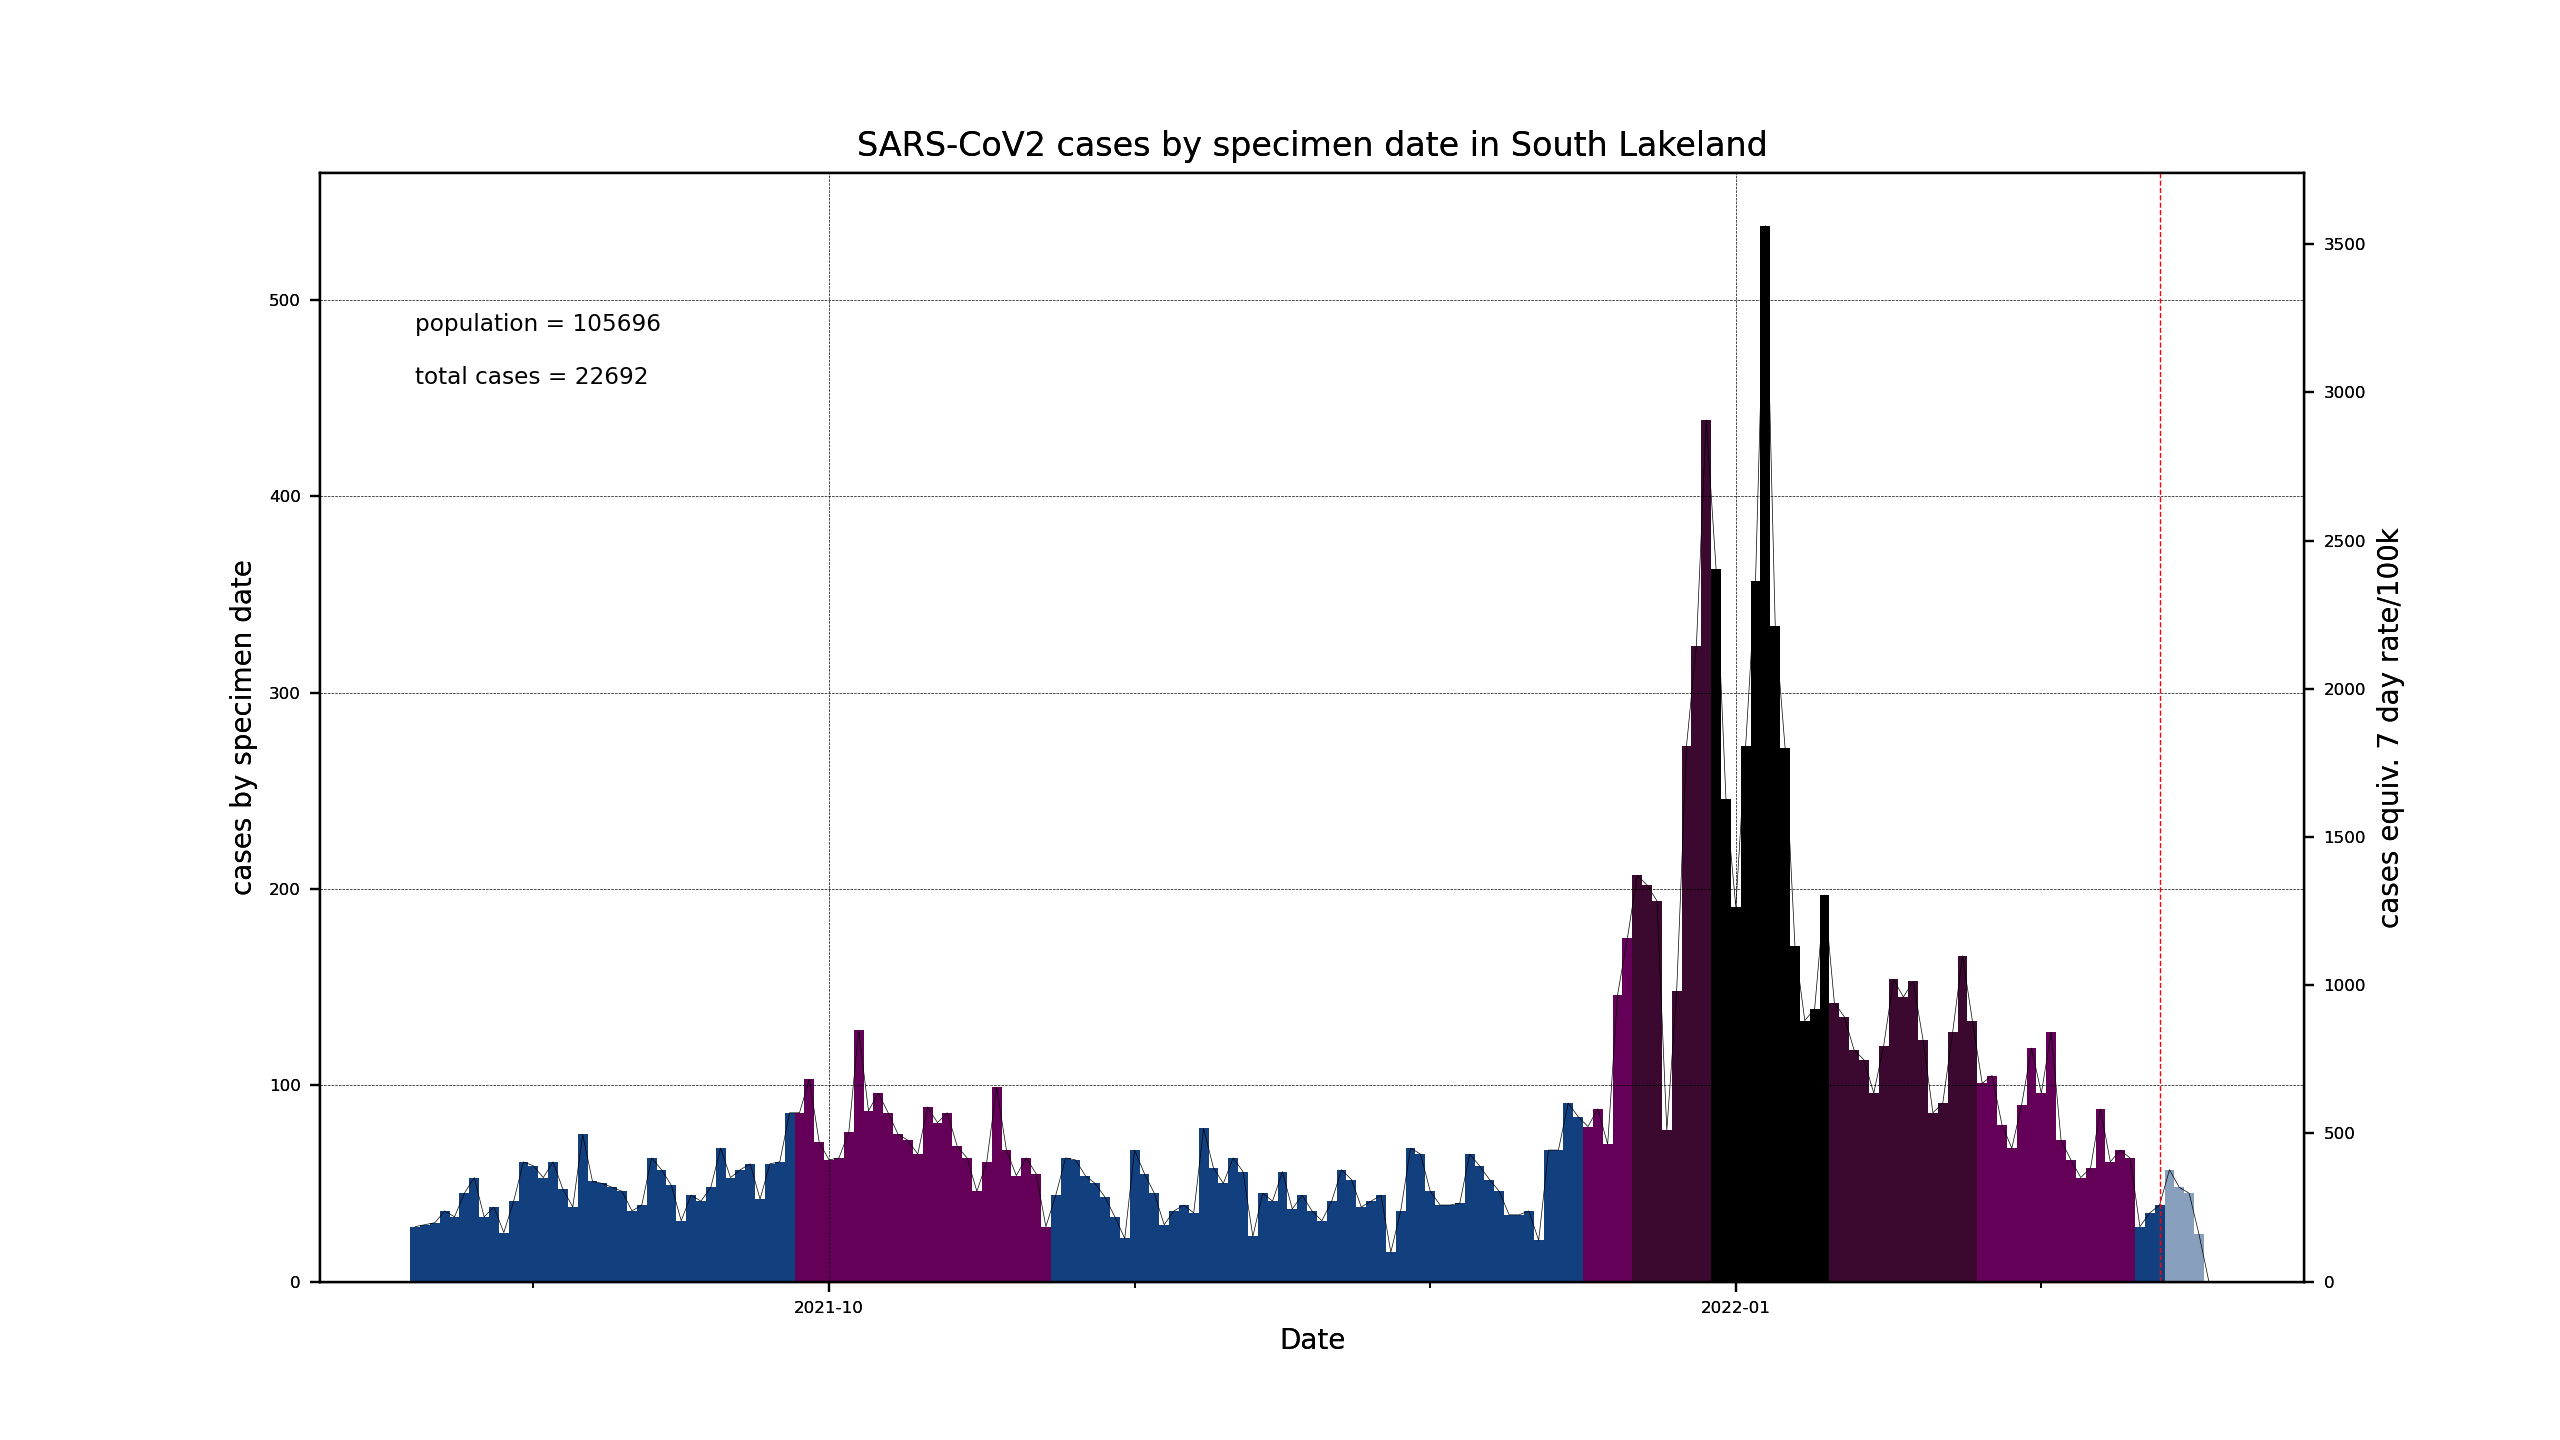 SARS-CoV2 cases by specimen date in South Lakeland
population = 105696
total cases = 22692
cases by specimen date
500
400
300
200
100
0
3500
3000
2500
2000
1500
1000
500
0
cases equiv. 7 day rate/100k
2021-10
2022-01
Date